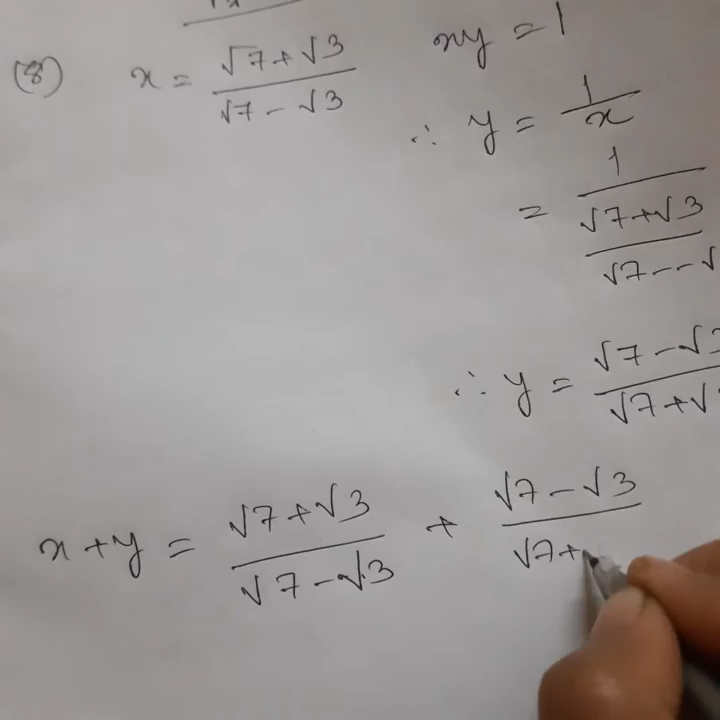 (8) x = (√7+√3)/(√7-√3)
xy = 1
∴ y = 1/x
= 1/((√7+√3)/(√7--√
∴ y = (√7-√3)/(√7+√
x+y = (√7+√3)/(√7-√3) + (√7-√3)/(√7+